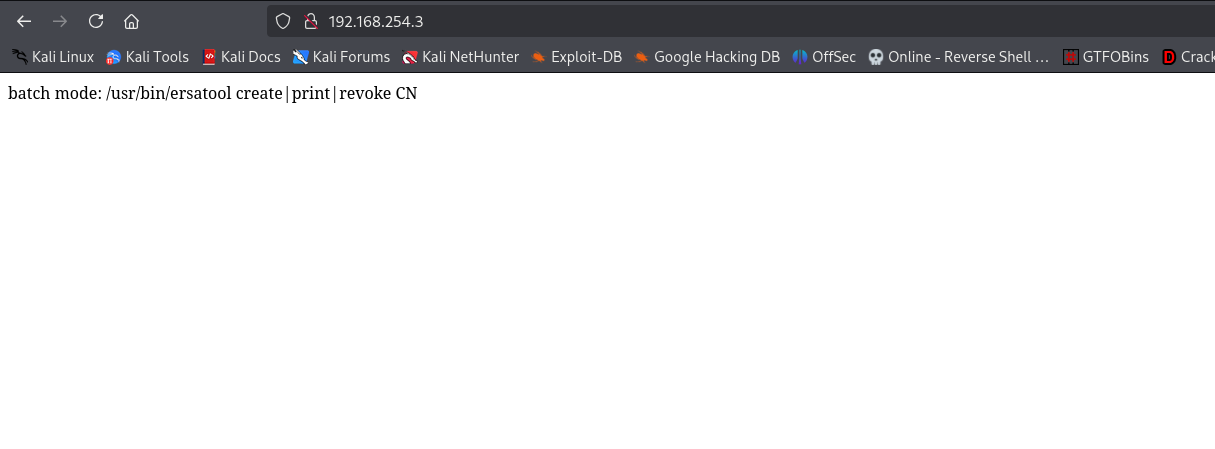 192.168.254.3
Kali Linux Kali Tools Kali Docs Kali Forums Kali NetHunter Exploit-DB Google Hacking DB OffSec Online - Reverse Shell … GTFOBins Crack
batch mode: /usr/bin/ersatool create|print|revoke CN